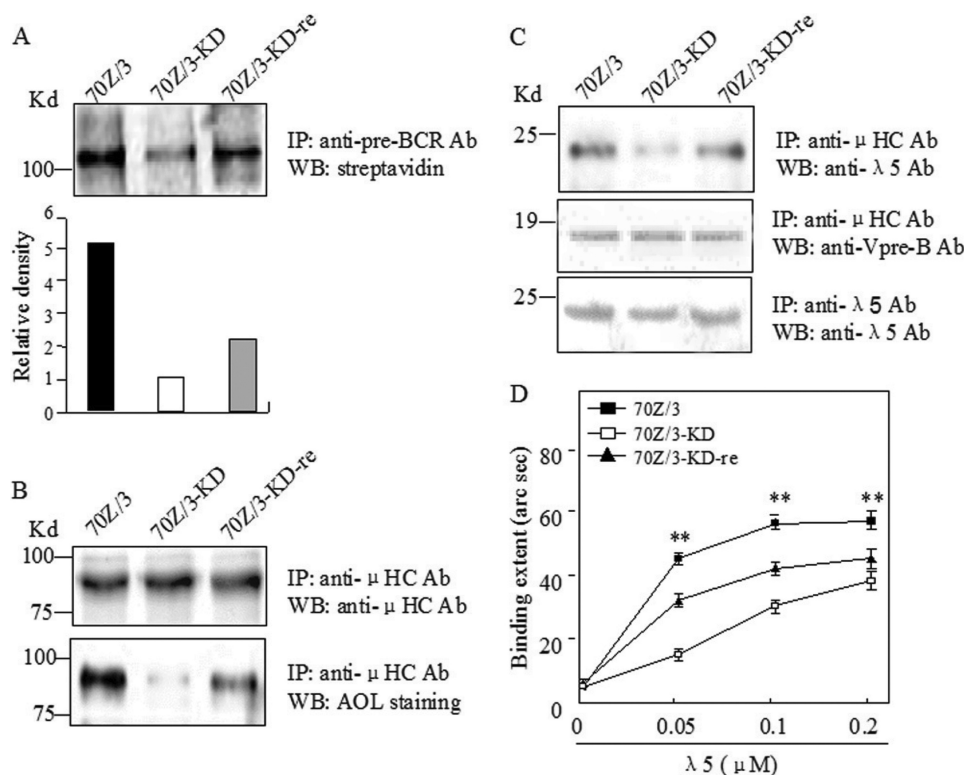 A
70Z/3
70Z/3-KD
70Z/3-KD-re
Kd
100
IP: anti-pre-BCR Ab
WB: streptavidin
Relative density
6
5
4
3
2
1
0
B
70Z/3
70Z/3-KD
70Z/3-KD-re
Kd
100
75
IP: anti- μ HC Ab
WB: anti- μ HC Ab
100
75
IP: anti- μ HC Ab
WB: AOL staining
C
70Z/3
70Z/3-KD
70Z/3-KD-re
Kd
25
IP: anti- μ HC Ab
WB: anti- λ 5 Ab
19
IP: anti- μ HC Ab
WB: anti-Vpre-B Ab
25
IP: anti- λ 5 Ab
WB: anti- λ 5 Ab
D
70Z/3
70Z/3-KD
70Z/3-KD-re
Binding extent (arc sec)
80
60
40
20
0
** ** **
0 0.05 0.1 0.2
λ 5 ( μM)